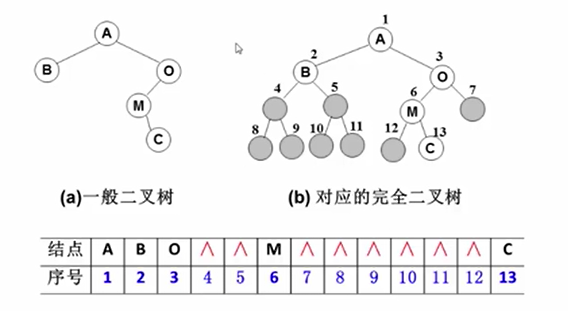 A
B
O
M
C
1
A
2
3
B
O
4
5
6
7
M
8
9
10
11
12
13
C
(a)一般二叉树
(b) 对应的完全二叉树
结点 A B O ∧ ∧ M ∧ ∧ ∧ ∧ ∧ ∧ C
序号 1 2 3 4 5 6 7 8 9 10 11 12 13